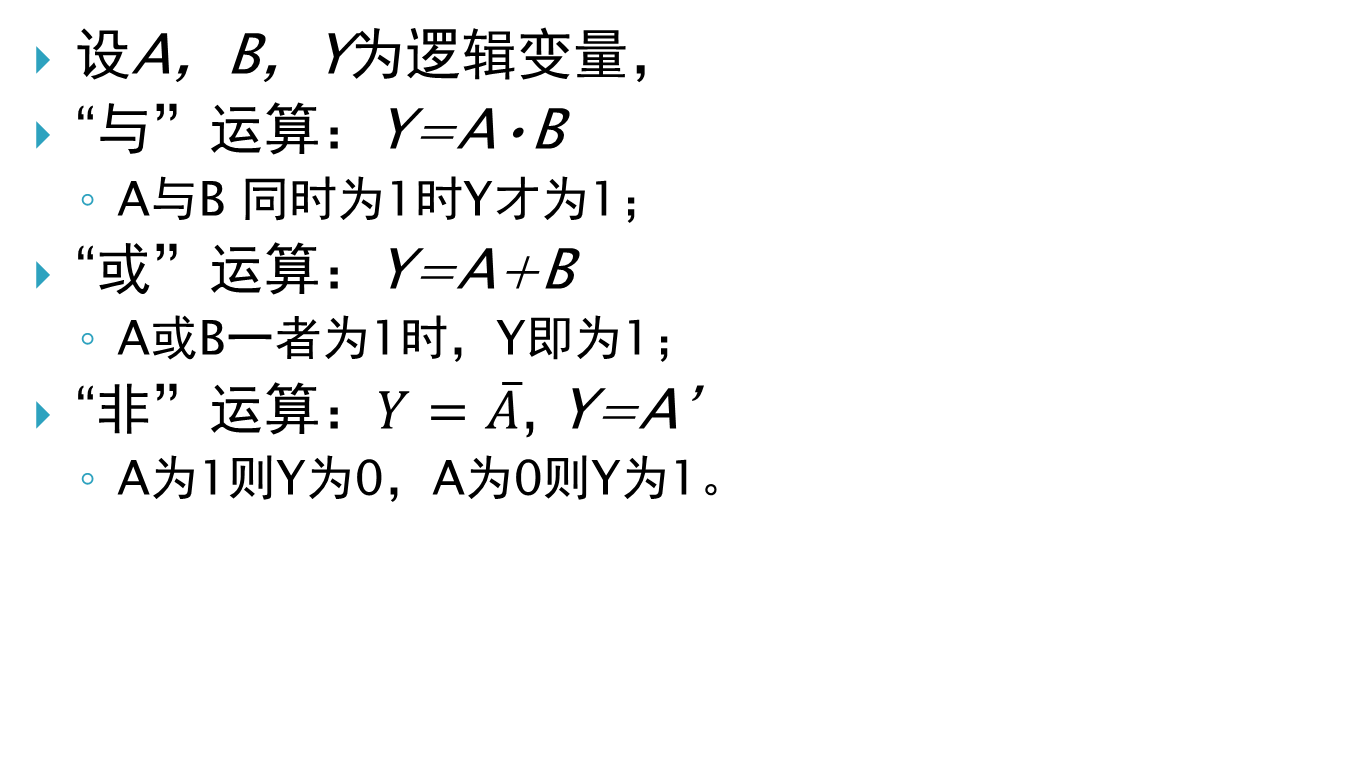 设A，B，Y为逻辑变量，
“与”运算：Y=A·B
A与B 同时为1时Y才为1；
“或”运算：Y=A+B
A或B一者为1时，Y即为1；
“非”运算：Y = Ā, Y=A’
A为1则Y为0，A为0则Y为1。